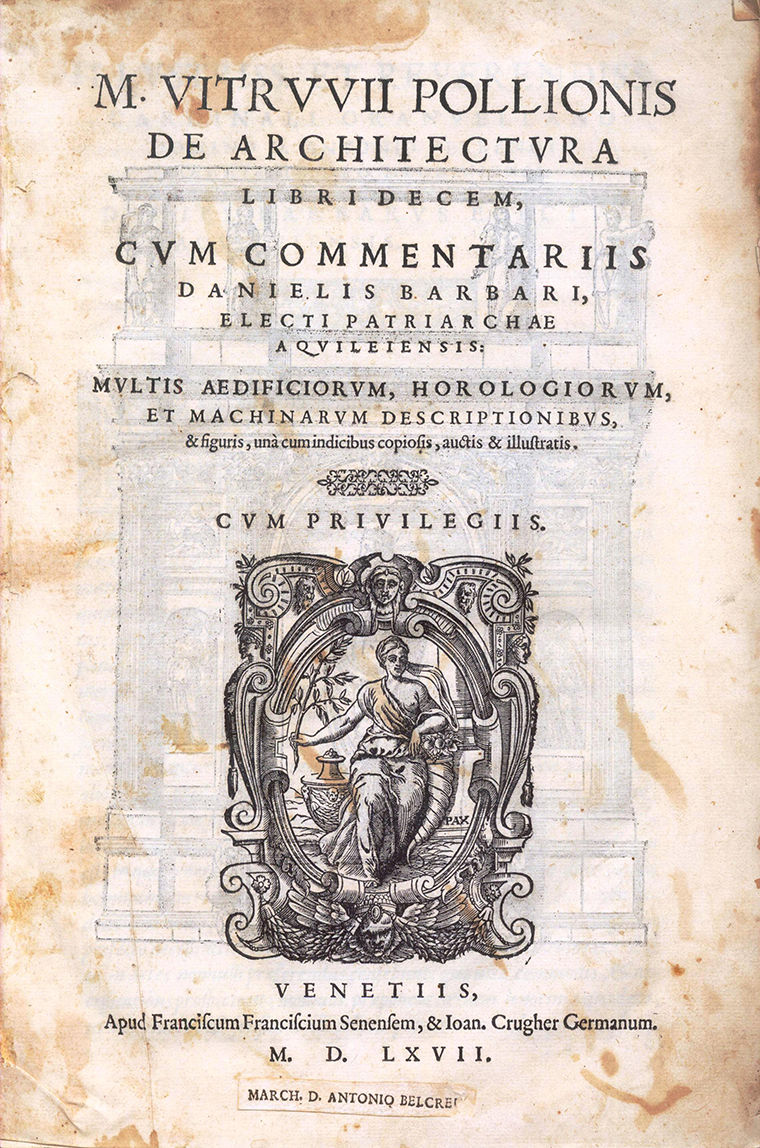 M. VITRVVII POLLIONIS
DE ARCHITECTVRA
LIBRI DECEM,
CVM COMMENTARIIS
DANIELIS BARBARI,
ELECTI PATRIARCHAE
AQVILEIENSIS:
MVLTIS AEDIFICIORVM, HOROLOGIORVM,
ET MACHINARVM DESCRIPTIONIBVS,
& figuris, unà cum indicibus copiosis, auctis & illuſtratis.
CVM PRIVILEGIIS.
PAX
VENETIIS,
Apud Franciſcum Franciſcium Senenſem, & Ioan. Crugher Germanum.
M. D. LXVII.
MARCH. D. ANTONIO